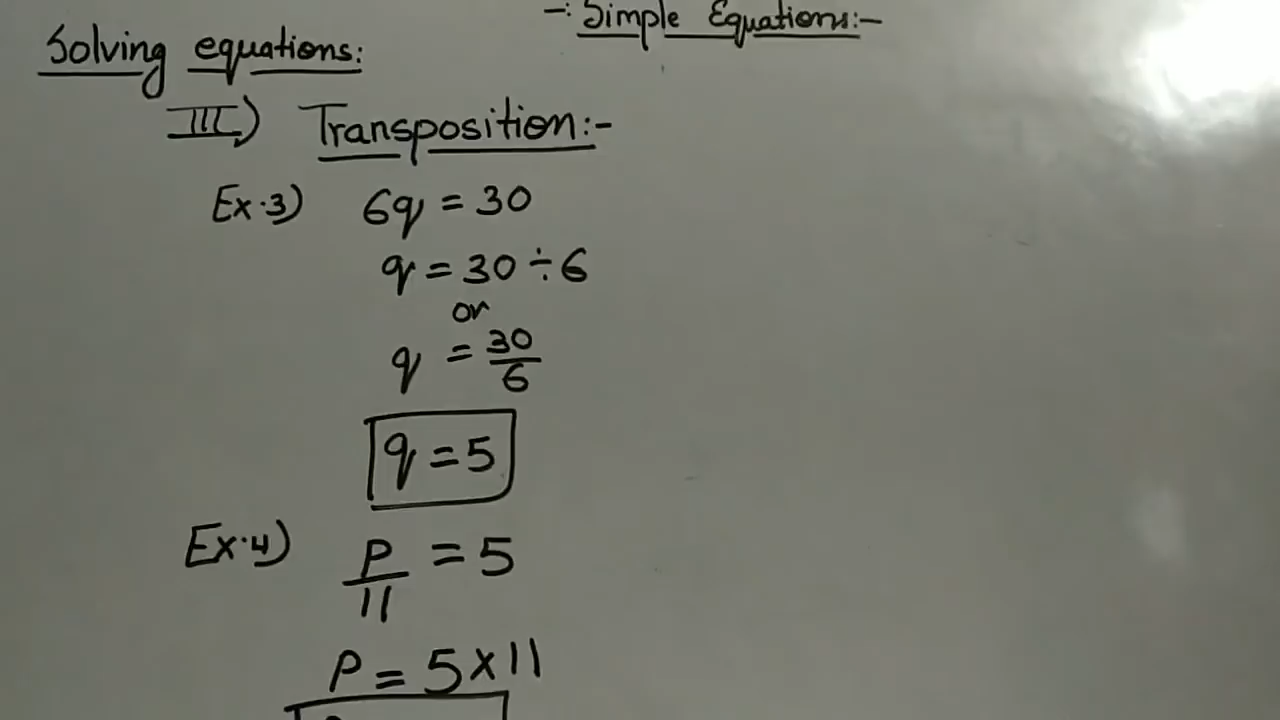 -: Simple Equations:-
Solving equations:
III) Transposition:-
Ex.3) 6q = 30
q = 30 ÷ 6
or
q = 30/6
q = 5
Ex.4) P/11 = 5
P = 5 × 11